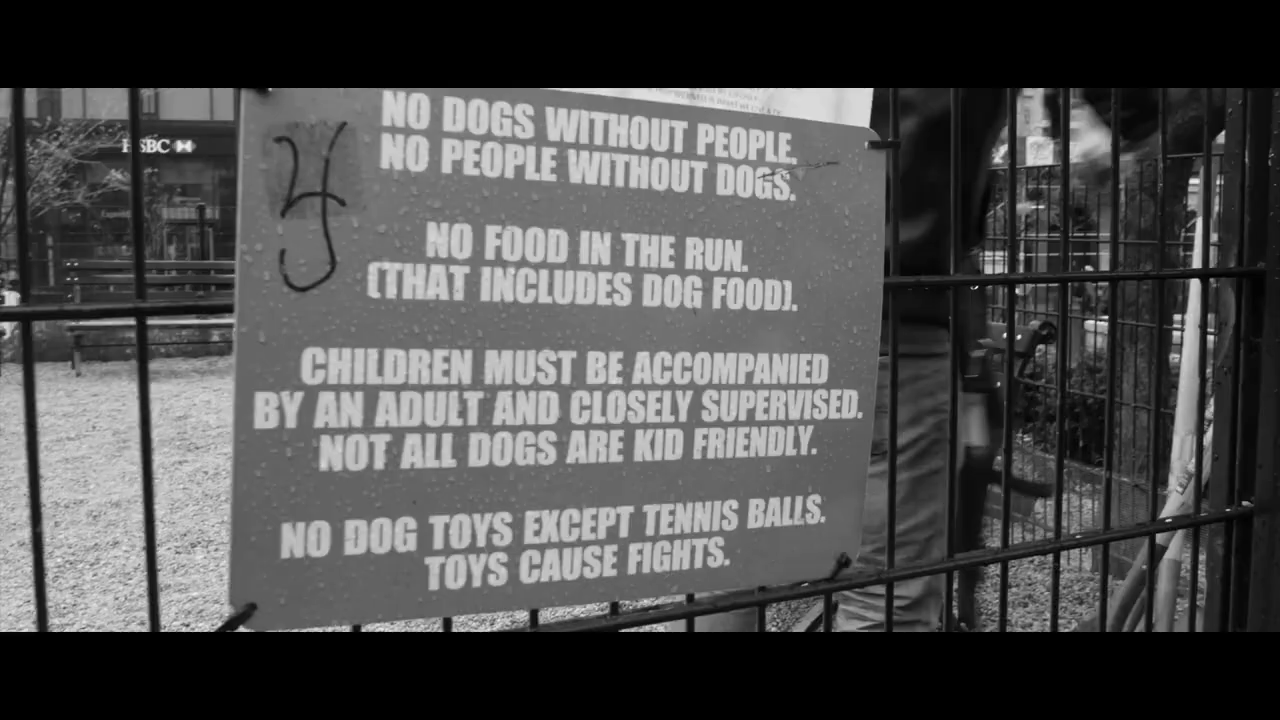 HSBC
NO DOGS WITHOUT PEOPLE.
NO PEOPLE WITHOUT DOGS.
NO FOOD IN THE RUN.
(THAT INCLUDES DOG FOOD).
CHILDREN MUST BE ACCOMPANIED
BY AN ADULT AND CLOSELY SUPERVISED.
NOT ALL DOGS ARE KID FRIENDLY.
NO DOG TOYS EXCEPT TENNIS BALLS.
TOYS CAUSE FIGHTS.